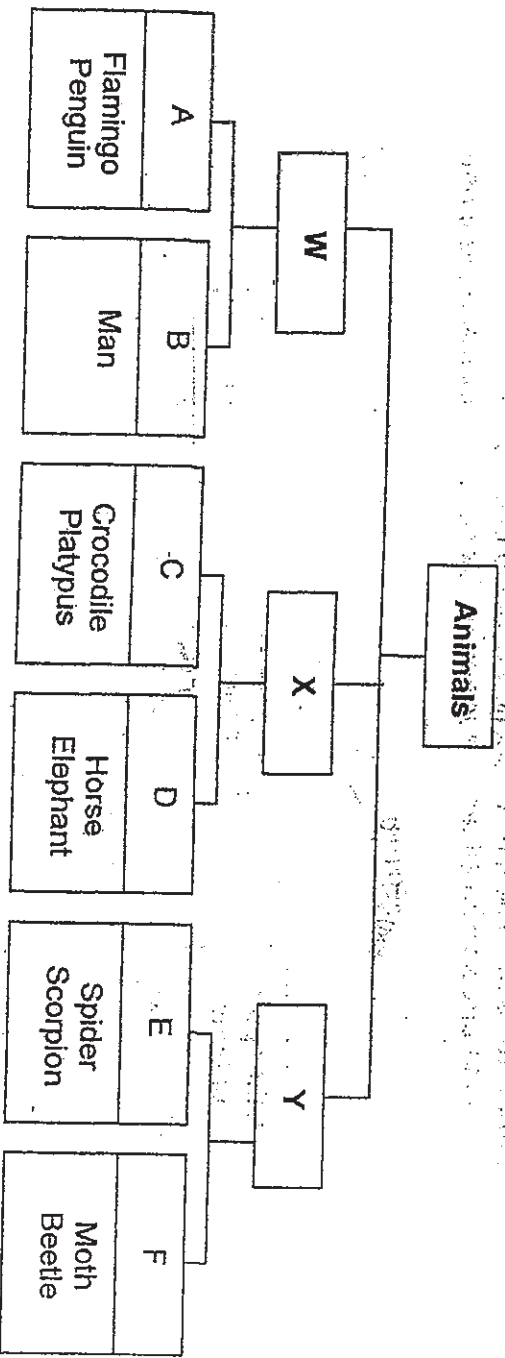 Animals
W
X
Y
A
Flamingo
Penguin
B
Man
C
Crocodile
Platypus
D
Horse
Elephant
E
Spider
Scorpion
F
Moth
Beetle